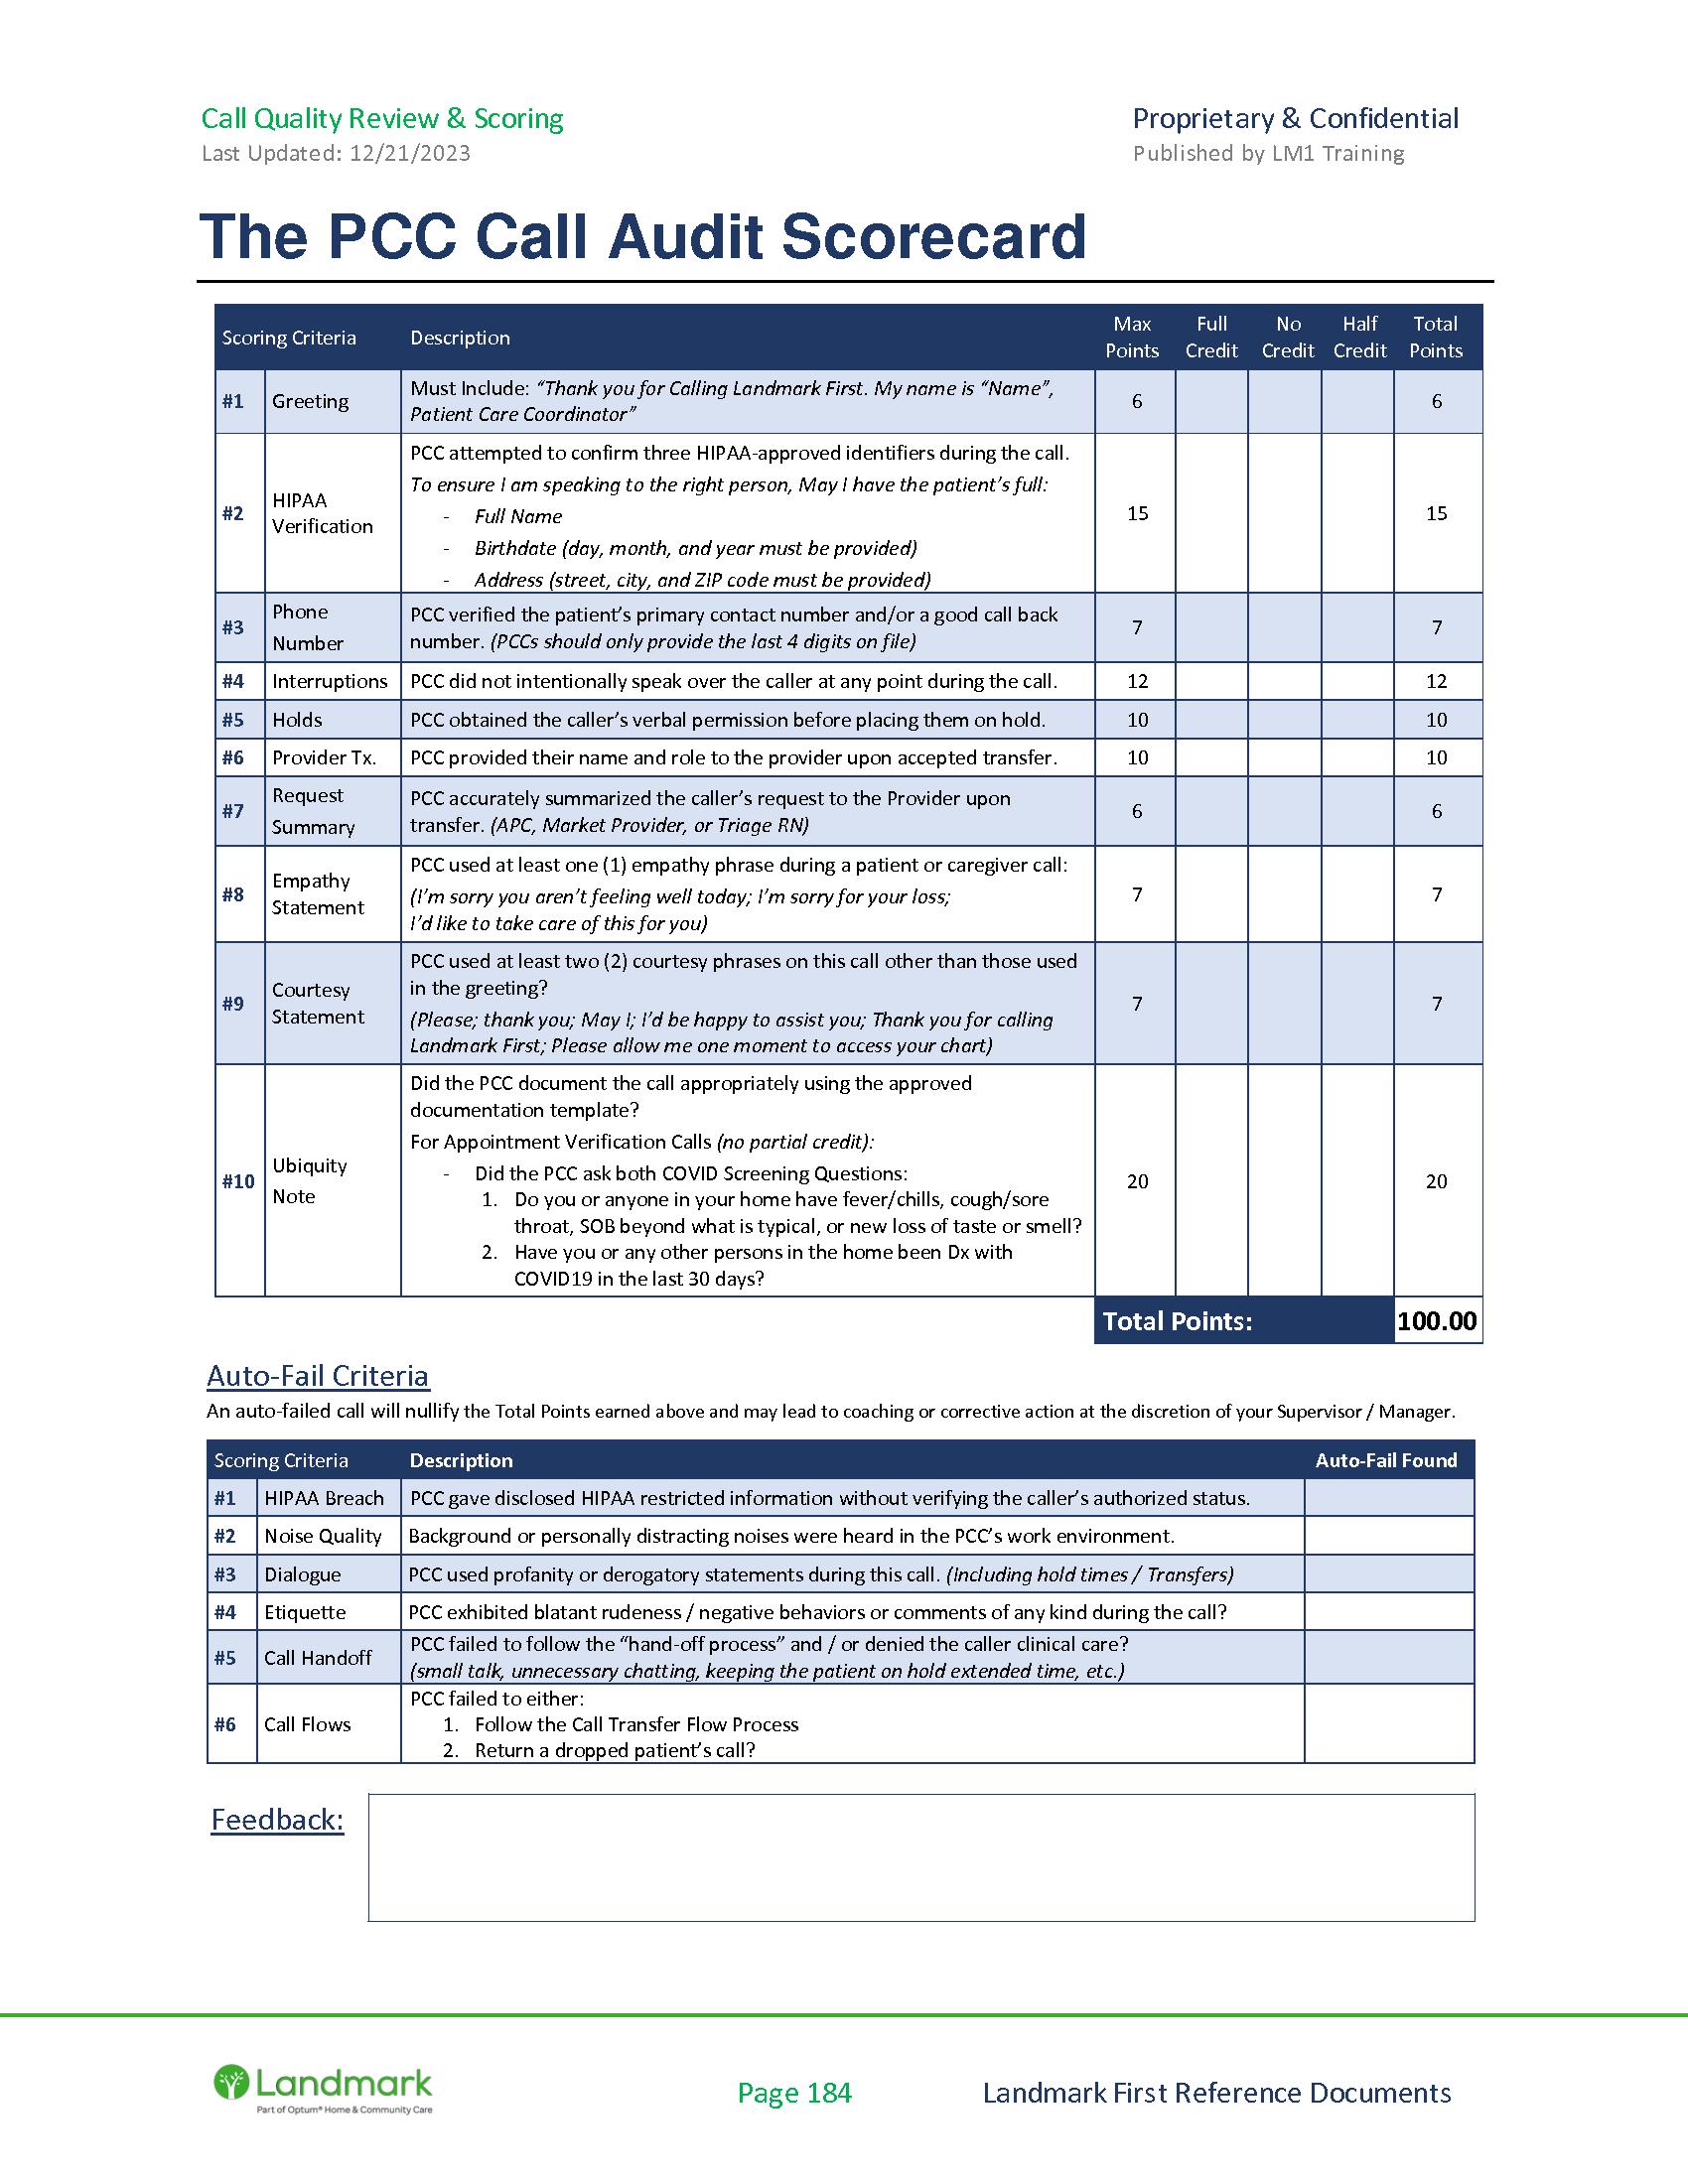 Call Quality Review & Scoring
Proprietary & Confidential
Last Updated: 12/21/2023
Published by LM1 Training
The PCC Call Audit Scorecard
Scoring Criteria Description Max Points Full Credit No Credit Half Credit Total Points
#1 Greeting
Must Include: “Thank you for Calling Landmark First. My name is “Name”,
Patient Care Coordinator”
6 6
#2 HIPAA Verification
PCC attempted to confirm three HIPAA-approved identifiers during the call.
To ensure I am speaking to the right person, May I have the patient’s full:
- Full Name
- Birthdate (day, month, and year must be provided)
- Address (street, city, and ZIP code must be provided)
15 15
#3 Phone Number
PCC verified the patient’s primary contact number and/or a good call back
number. (PCCs should only provide the last 4 digits on file)
7 7
#4 Interruptions PCC did not intentionally speak over the caller at any point during the call. 12 12
#5 Holds PCC obtained the caller’s verbal permission before placing them on hold. 10 10
#6 Provider Tx. PCC provided their name and role to the provider upon accepted transfer. 10 10
#7 Request Summary
PCC accurately summarized the caller’s request to the Provider upon
transfer. (APC, Market Provider, or Triage RN)
6 6
#8 Empathy Statement
PCC used at least one (1) empathy phrase during a patient or caregiver call:
(I’m sorry you aren’t feeling well today; I’m sorry for your loss;
I’d like to take care of this for you)
7 7
#9 Courtesy Statement
PCC used at least two (2) courtesy phrases on this call other than those used
in the greeting?
(Please; thank you; May I; I’d be happy to assist you; Thank you for calling
Landmark First; Please allow me one moment to access your chart)
7 7
#10 Ubiquity Note
Did the PCC document the call appropriately using the approved
documentation template?
For Appointment Verification Calls (no partial credit):
- Did the PCC ask both COVID Screening Questions:
1. Do you or anyone in your home have fever/chills, cough/sore
throat, SOB beyond what is typical, or new loss of taste or smell?
2. Have you or any other persons in the home been Dx with
COVID19 in the last 30 days?
20 20
Total Points: 100.00
Auto-Fail Criteria
An auto-failed call will nullify the Total Points earned above and may lead to coaching or corrective action at the discretion of your Supervisor / Manager.
Scoring Criteria Description Auto-Fail Found
#1 HIPAA Breach PCC gave disclosed HIPAA restricted information without verifying the caller’s authorized status.
#2 Noise Quality Background or personally distracting noises were heard in the PCC’s work environment.
#3 Dialogue PCC used profanity or derogatory statements during this call. (Including hold times / Transfers)
#4 Etiquette PCC exhibited blatant rudeness / negative behaviors or comments of any kind during the call?
#5 Call Handoff
PCC failed to follow the “hand-off process” and / or denied the caller clinical care?
(small talk, unnecessary chatting, keeping the patient on hold extended time, etc.)
#6 Call Flows
PCC failed to either:
1. Follow the Call Transfer Flow Process
2. Return a dropped patient’s call?
Feedback:
Landmark
Part of Optum® Home & Community Care
Page 184
Landmark First Reference Documents